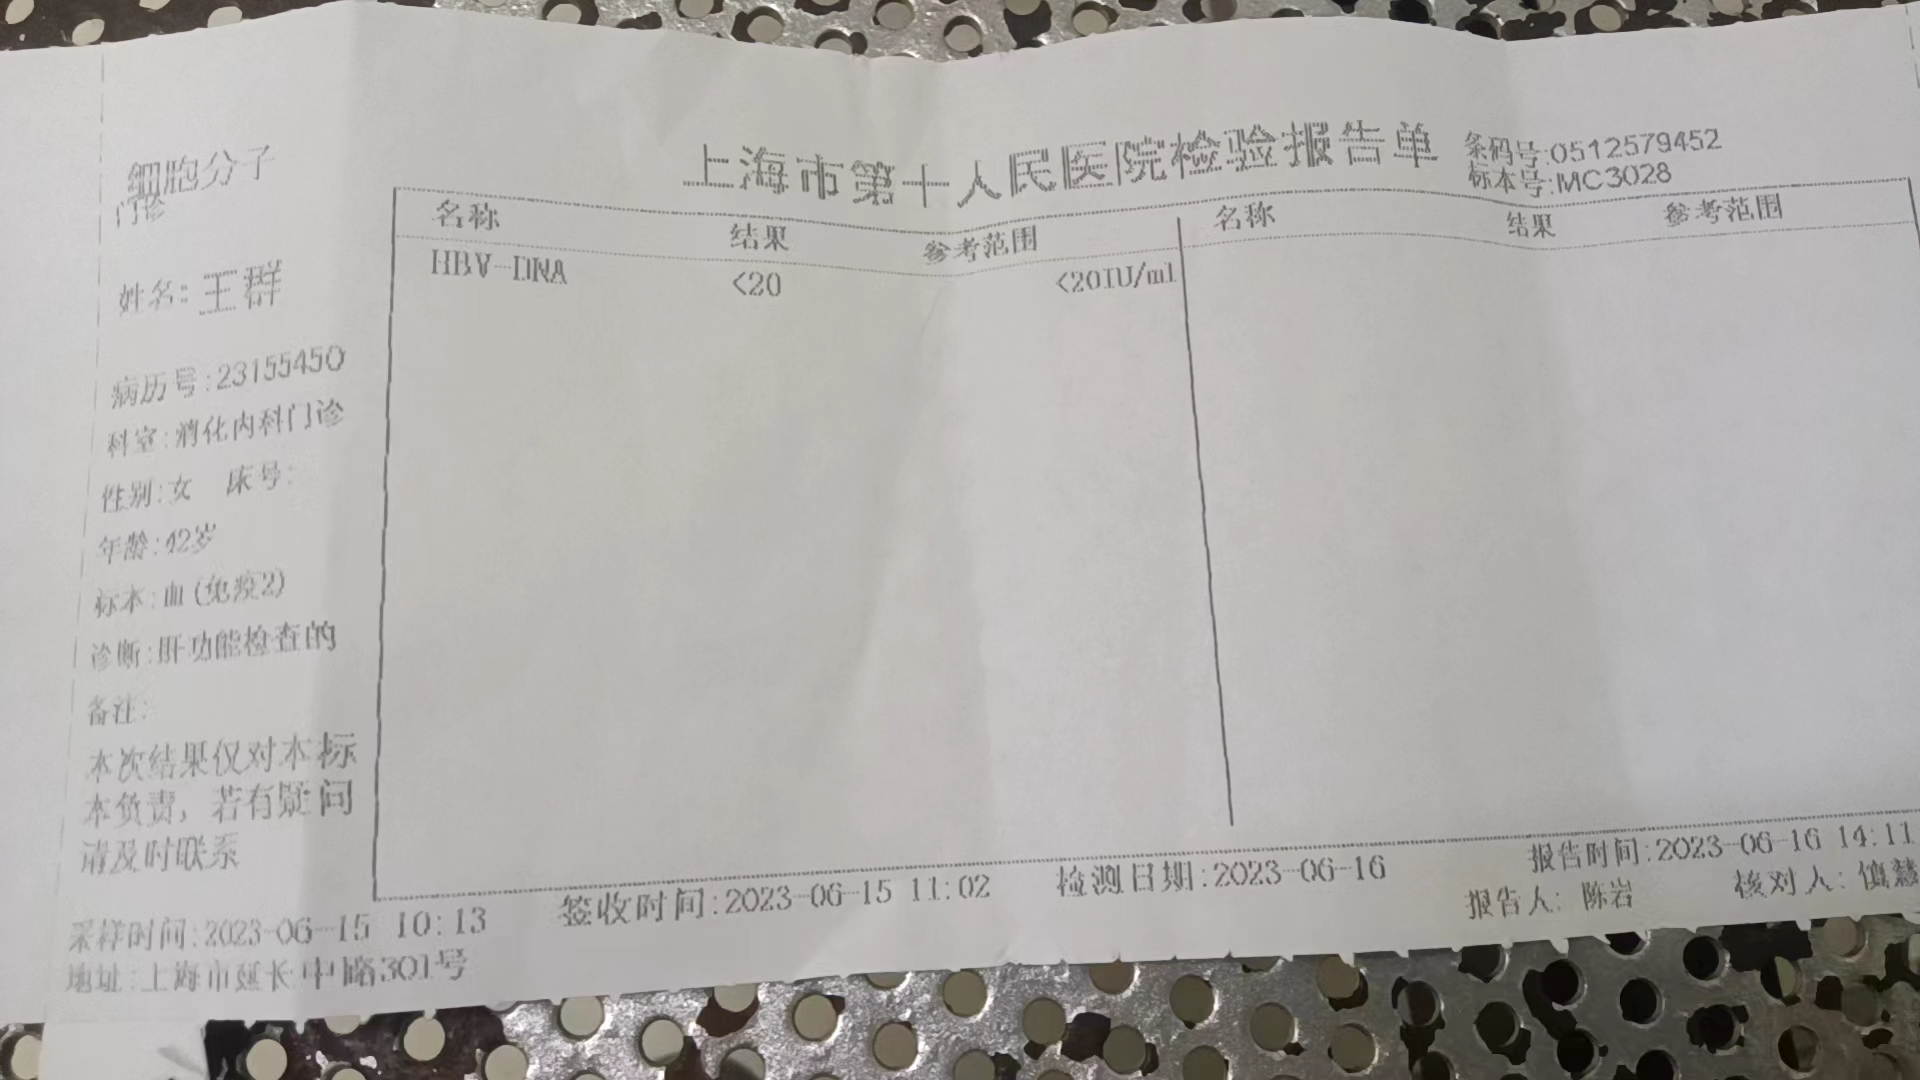 上海市第十人民医院检验报告单
条码号:0512579452
标本号:MC3028
细胞分子
门诊
姓名:王群
病历号:23155450
科室:消化内科门诊
性别:女 床号:
年龄:42岁
标本:血(免疫2)
诊断:肝功能检查的
备注:
本次结果仅对本标
本负责，若有疑问
请及时联系
名称 结果 参考范围 名称 结果 参考范围
HBV-DNA <20 <20IU/ml
采样时间:2023-06-15 10:13 签收时间:2023-06-15 11:02 检测日期:2023-06-16 报告时间:2023-06-16 14:11
地址:上海市延长中路301号 报告人: 陈岩 核对人: